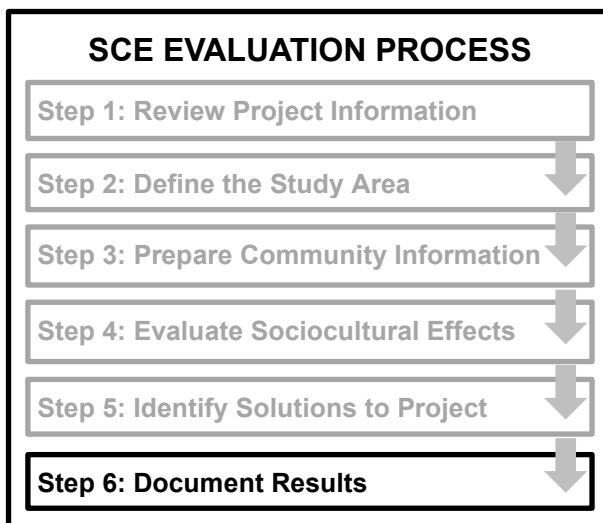 SCE EVALUATION PROCESS
Step 1: Review Project Information
Step 2: Define the Study Area
Step 3: Prepare Community Information
Step 4: Evaluate Sociocultural Effects
Step 5: Identify Solutions to Project
Step 6: Document Results